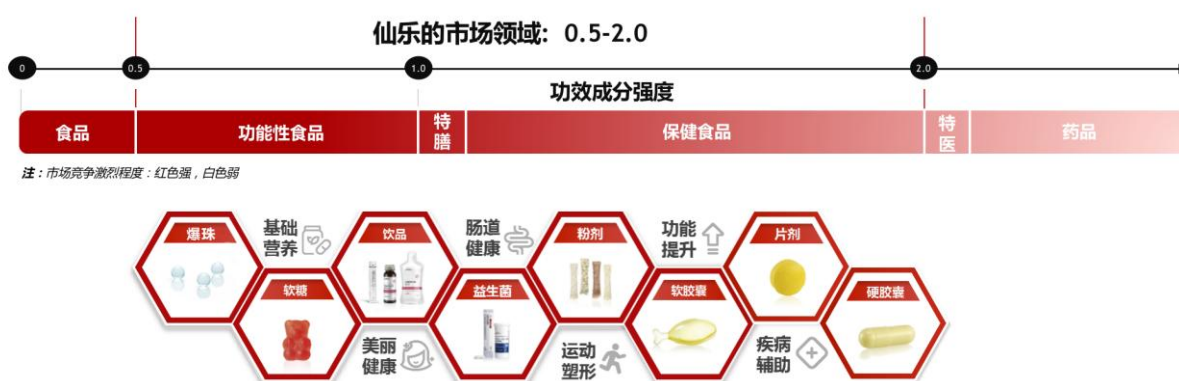 仙乐的市场领域: 0.5-2.0
0
0.5
1.0
2.0
功效成分强度
食品
功能性食品
特
膳
保健食品
特
医
药品
注：市场竞争激烈程度：红色强，白色弱
爆珠
基础
营养
饮品
肠道
健康
粉剂
功能
提升
片剂
软糖
益生菌
软胶囊
硬胶囊
美丽
健康
运动
塑形
疾病
辅助